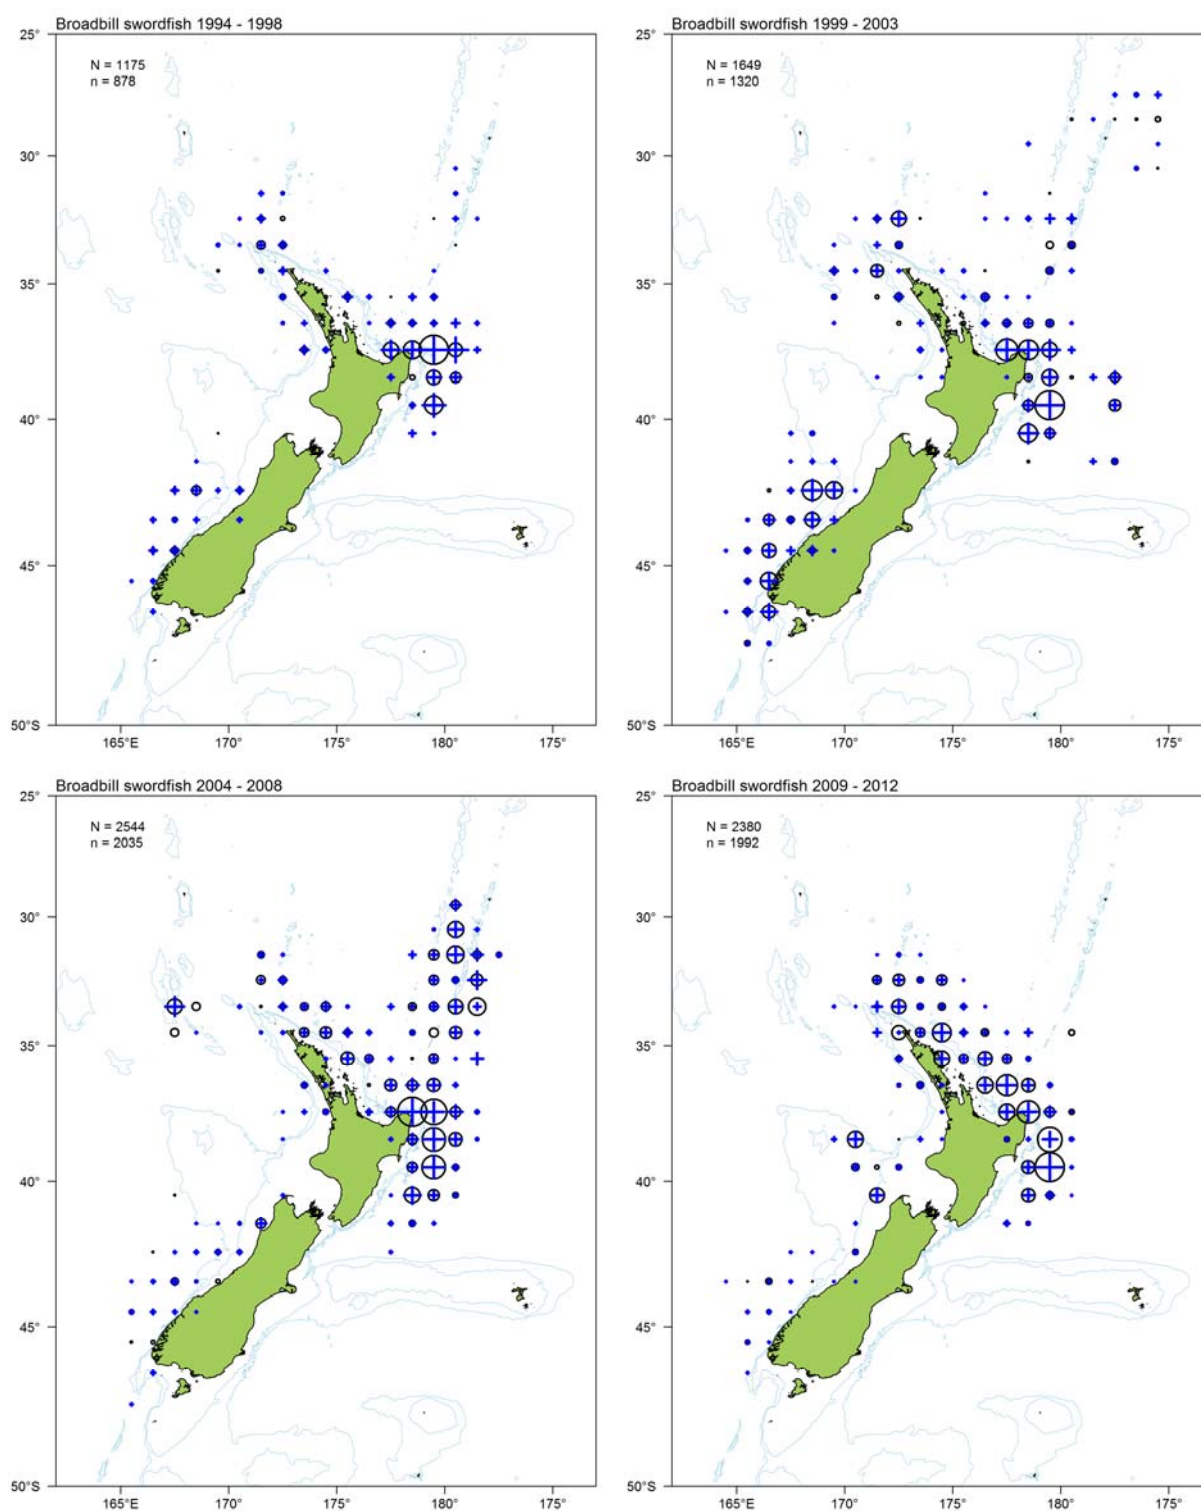 Broadbill swordfish 1994 - 1998
25°
N = 1175
n = 878
30°
35°
40°
45°
50°S
165°E 170° 175° 180° 175°
Broadbill swordfish 1999 - 2003
25°
N = 1649
n = 1320
30°
35°
40°
45°
50°S
165°E 170° 175° 180° 175°
Broadbill swordfish 2004 - 2008
25°
N = 2544
n = 2035
30°
35°
40°
45°
50°S
165°E 170° 175° 180° 175°
Broadbill swordfish 2009 - 2012
25°
N = 2380
n = 1992
30°
35°
40°
45°
50°S
165°E 170° 175° 180° 175°